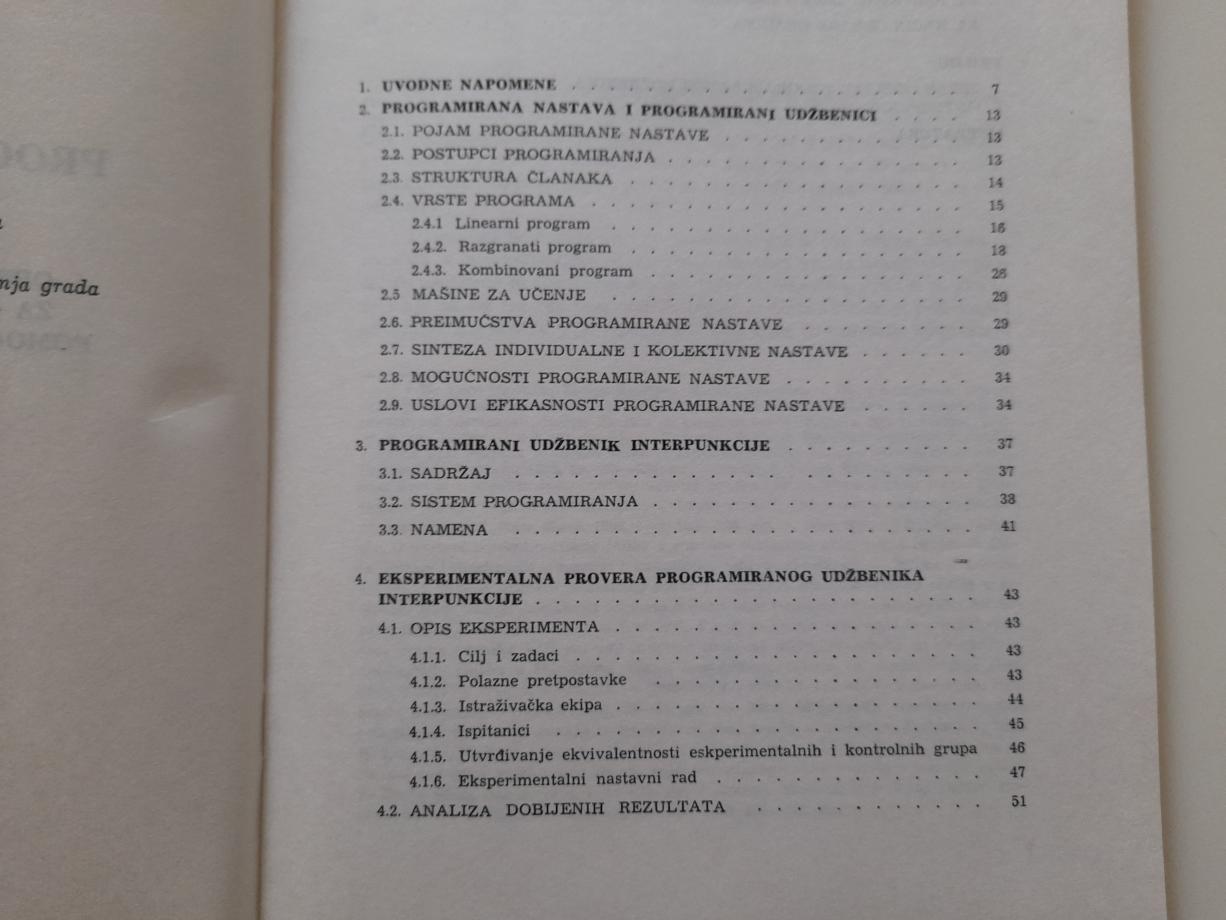 nja grada
1. UVODNE NAPOMENE . . . . . . . . . . . . . . . . . . . . 7
2. PROGRAMIRANA NASTAVA I PROGRAMIRANI UDŽBENICI . . . . 13
2.1. POJAM PROGRAMIRANE NASTAVE . . . . . . . . . . . . . 13
2.2. POSTUPCI PROGRAMIRANJA . . . . . . . . . . . . . . . . 13
2.3. STRUKTURA ČLANAKA . . . . . . . . . . . . . . . . . . 14
2.4. VRSTE PROGRAMA . . . . . . . . . . . . . . . . . . . 15
2.4.1 Linearni program . . . . . . . . . . . . . . . . . . 16
2.4.2. Razgranati program . . . . . . . . . . . . . . . . . 18
2.4.3. Kombinovani program . . . . . . . . . . . . . . . . 28
2.5 MAŠINE ZA UČENJE . . . . . . . . . . . . . . . . . . 29
2.6. PREIMUĆSTVA PROGRAMIRANE NASTAVE . . . . . . . . . 29
2.7. SINTEZA INDIVIDUALNE I KOLEKTIVNE NASTAVE . . . . . . 30
2.8. MOGUĆNOSTI PROGRAMIRANE NASTAVE . . . . . . . . . . 34
2.9. USLOVI EFIKASNOSTI PROGRAMIRANE NASTAVE . . . . . . 34
3. PROGRAMIRANI UDŽBENIK INTERPUNKCIJE . . . . . . . . . . 37
3.1. SADRŽAJ . . . . . . . . . . . . . . . . . . . . . . . 37
3.2. SISTEM PROGRAMIRANJA . . . . . . . . . . . . . . . . . 38
3.3. NAMENA . . . . . . . . . . . . . . . . . . . . . . . 41
4. EKSPERIMENTALNA PROVERA PROGRAMIRANOG UDŽBENIKA
INTERPUNKCIJE . . . . . . . . . . . . . . . . . . . . . . . 43
4.1. OPIS EKSPERIMENTA . . . . . . . . . . . . . . . . . . . 43
4.1.1. Cilj i zadaci . . . . . . . . . . . . . . . . . . . . . 43
4.1.2. Polazne pretpostavke . . . . . . . . . . . . . . . . . 43
4.1.3. Istraživačka ekipa . . . . . . . . . . . . . . . . . . . 44
4.1.4. Ispitanici . . . . . . . . . . . . . . . . . . . . . . 45
4.1.5. Utvrđivanje ekvivalentnosti eskperimentalnih i kontrolnih grupa 46
4.1.6. Eksperimentalni nastavni rad . . . . . . . . . . . . . . 47
4.2. ANALIZA DOBIJENIH REZULTATA . . . . . . . . . . . . 51